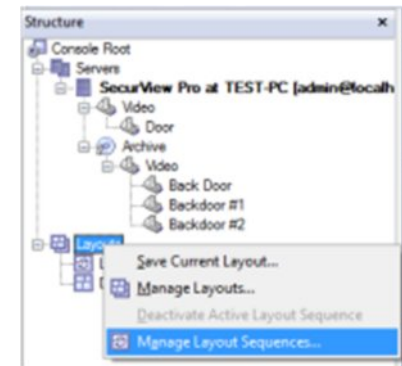 Structure
Console Root
Servers
SecurView Pro at TEST-PC [admin@localh
Video
Door
Archive
Video
Back Door
Backdoor #1
Backdoor #2
Layouts
L
Save Current Layout...
D
Manage Layouts...
Deactivate Active Layout Sequence
Manage Layout Sequences...